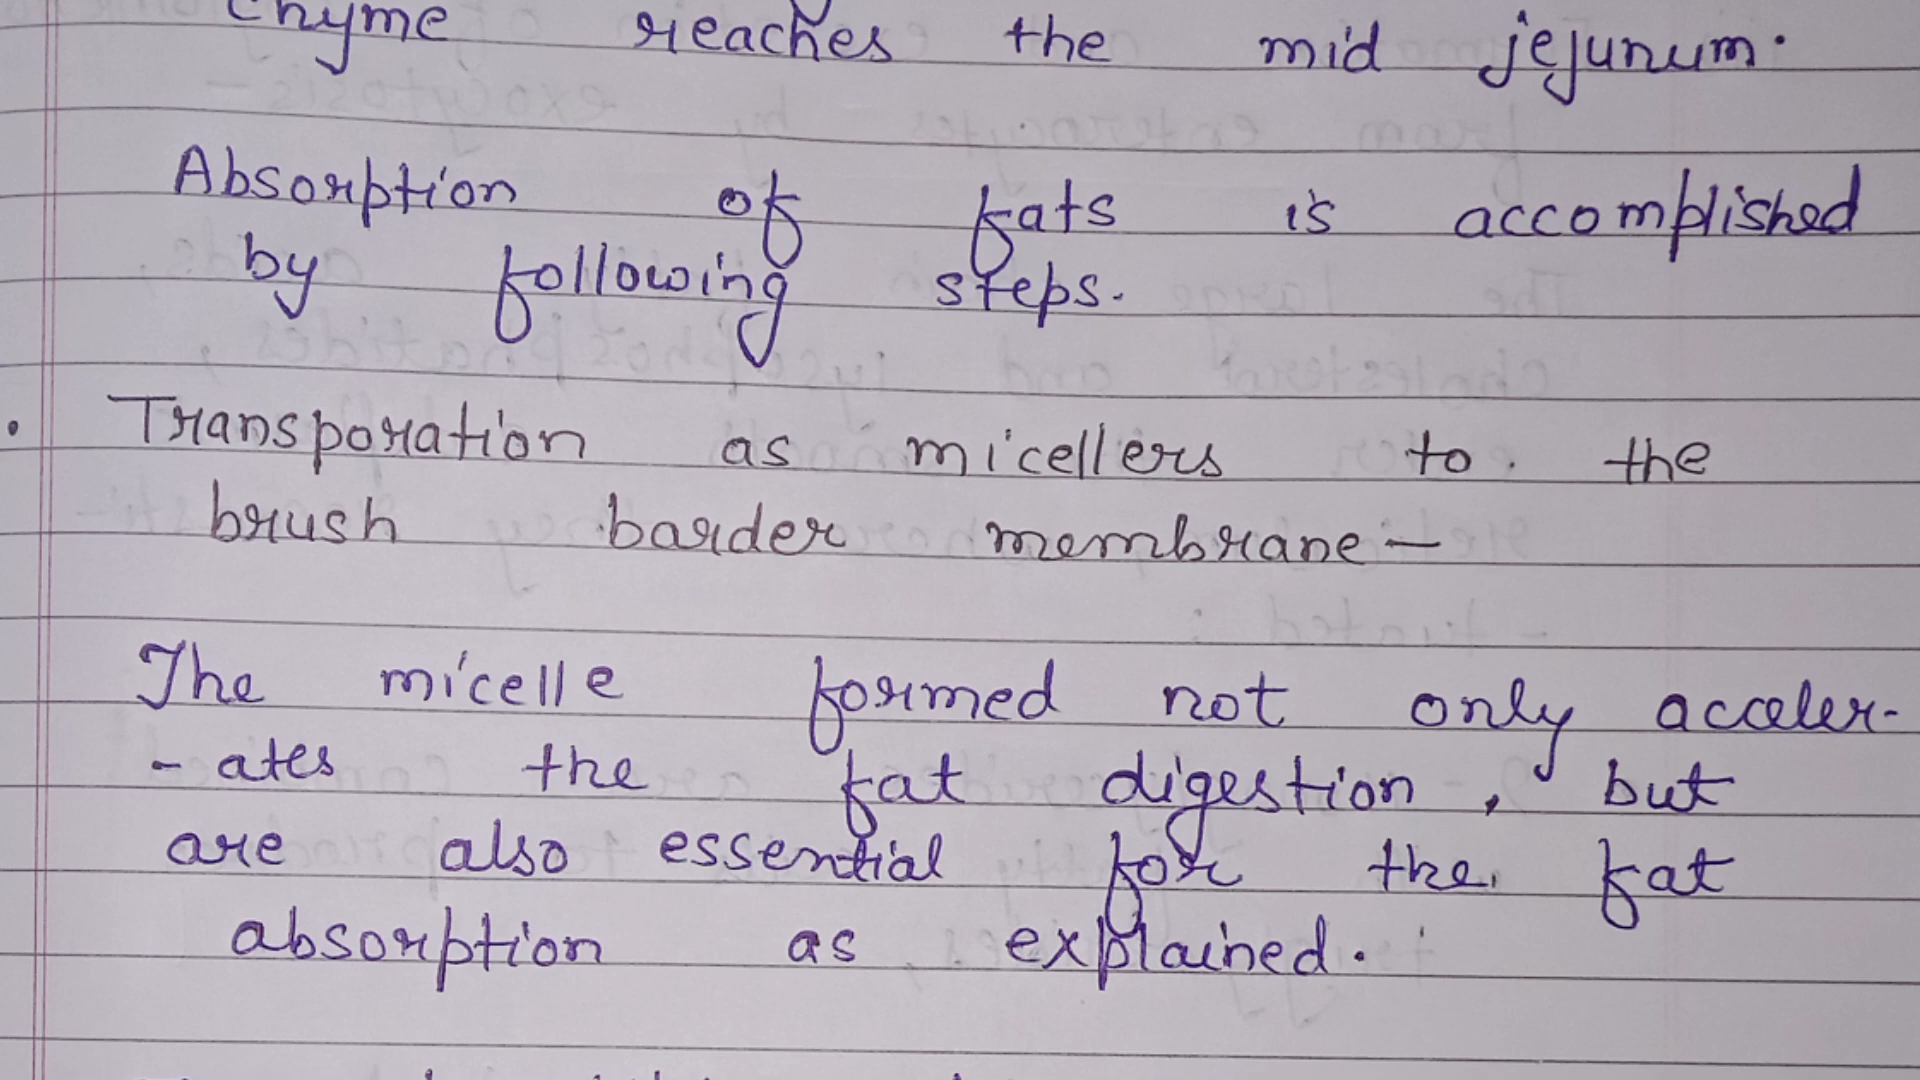 chyme reaches the mid jejunum.
Absorption of fats is accomplished
by following steps.
. Transporation as micellers to the
brush barder membrane -
The micelle formed not only acceler-
- ates the fat digestion, but
are also essential for the fat
absorption as explained.